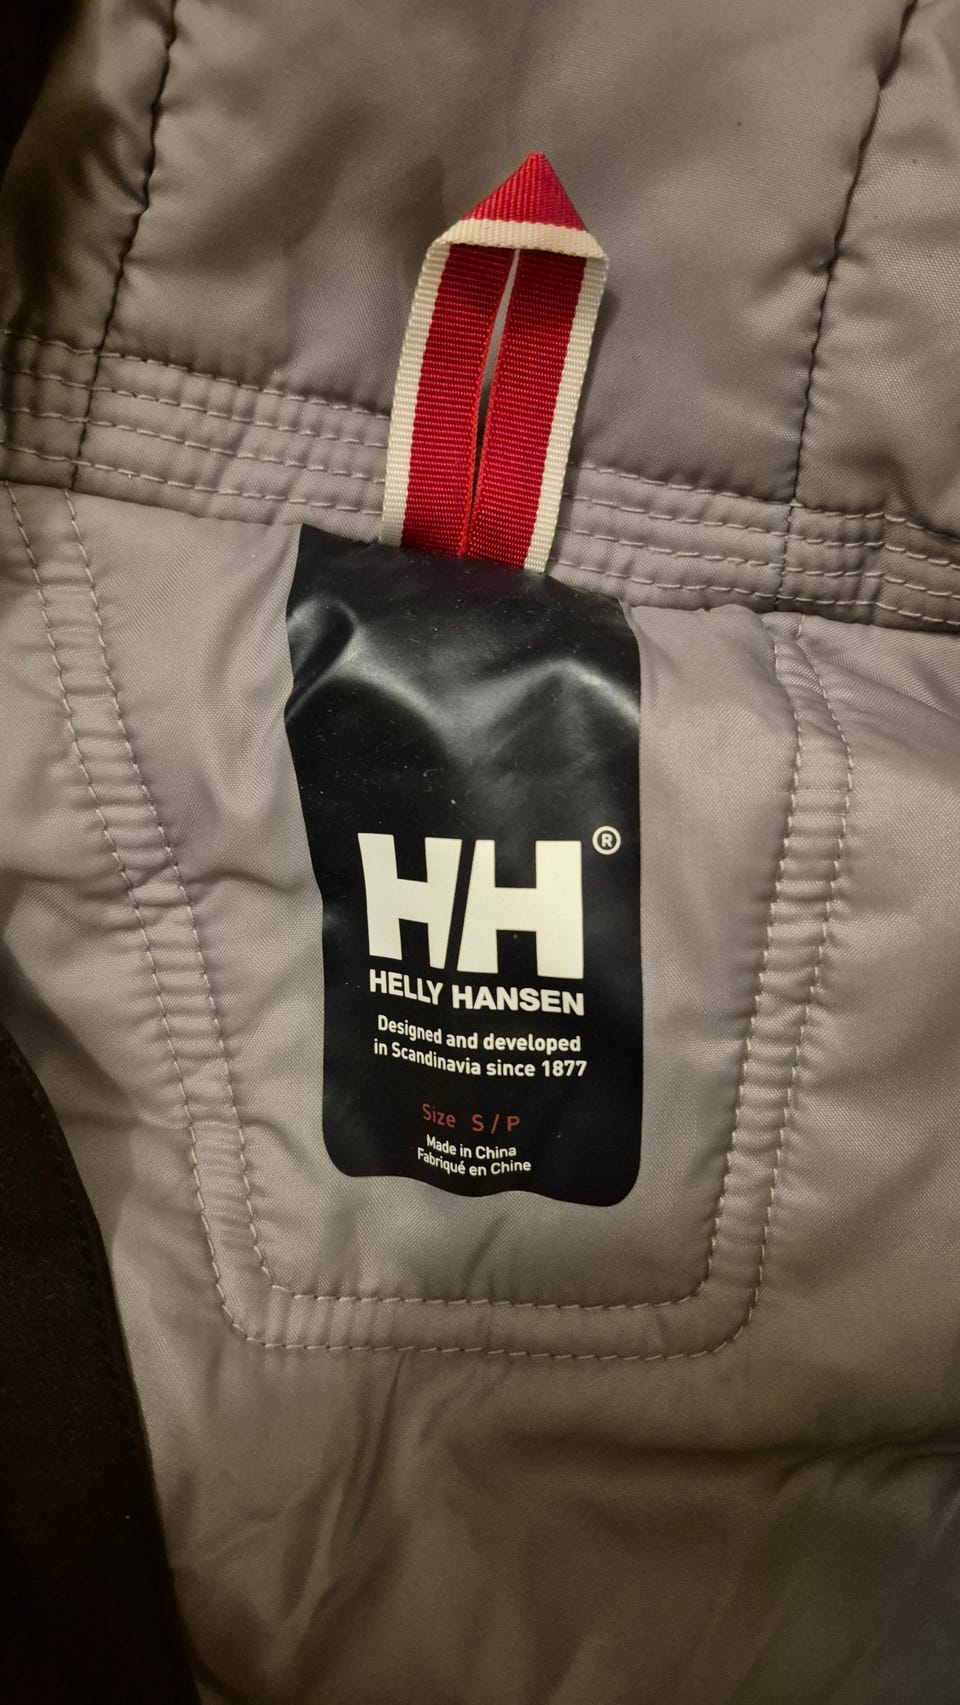 HH®
HELLY HANSEN
Designed and developed
in Scandinavia since 1877
Size S / P
Made in China
Fabriqué en Chine